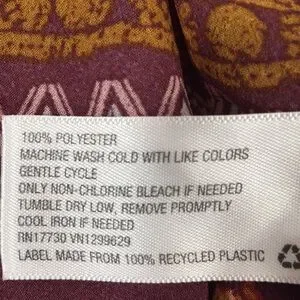 100% POLYESTER
MACHINE WASH COLD WITH LIKE COLORS
GENTLE CYCLE
ONLY NON-CHLORINE BLEACH IF NEEDED
TUMBLE DRY LOW, REMOVE PROMPTLY
COOL IRON IF NEEDED
RN17730 VN1299629
LABEL MADE FROM 100% RECYCLED PLASTIC